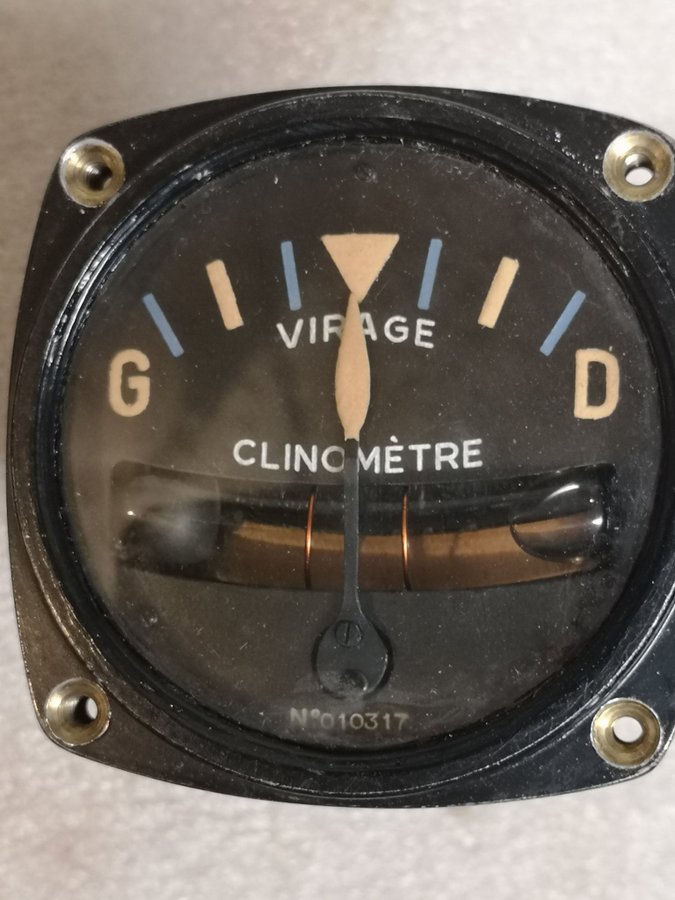 VIRAGE
G D
CLINOMÈTRE
N°010317